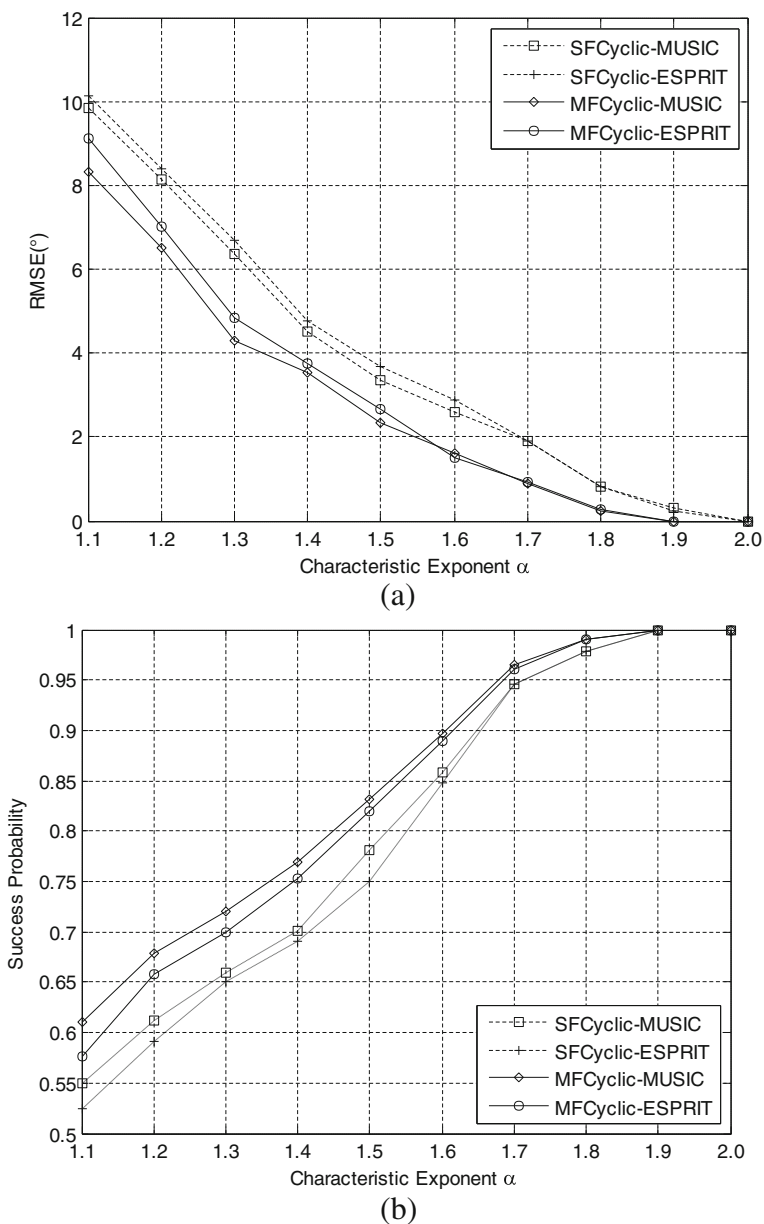 12
10
8
6
4
2
0
RMSE(°)
SFCyclic-MUSIC
SFCyclic-ESPRIT
MFCyclic-MUSIC
MFCyclic-ESPRIT
1.1 1.2 1.3 1.4 1.5 1.6 1.7 1.8 1.9 2.0
Characteristic Exponent α
(a)
1
0.95
0.9
0.85
0.8
0.75
0.7
0.65
0.6
0.55
0.5
Success Probability
SFCyclic-MUSIC
SFCyclic-ESPRIT
MFCyclic-MUSIC
MFCyclic-ESPRIT
1.1 1.2 1.3 1.4 1.5 1.6 1.7 1.8 1.9 2.0
Characteristic Exponent α
(b)